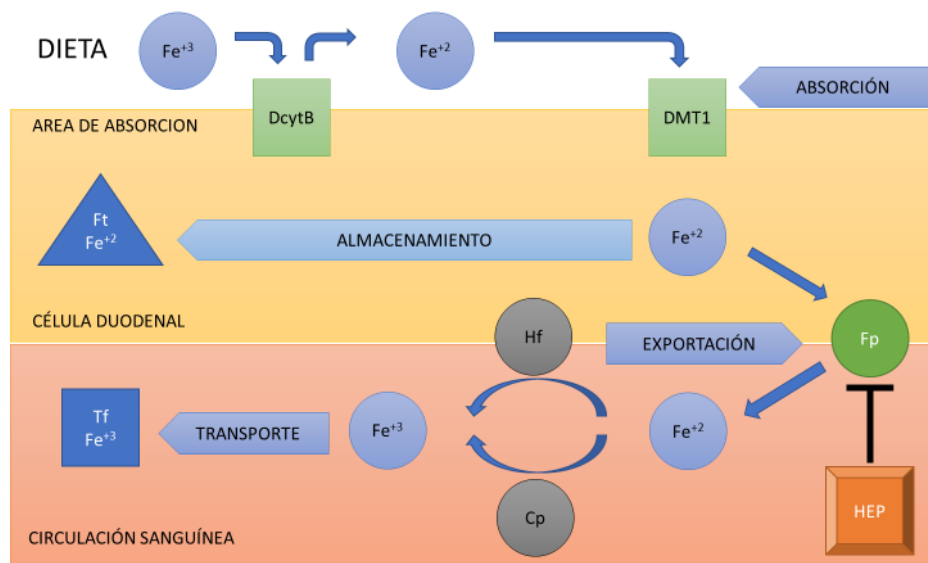 DIETA
Fe+3
Fe+2
ABSORCIÓN
DcytB
DMT1
AREA DE ABSORCION
Ft
Fe+2
ALMACENAMIENTO
Fe+2
CÉLULA DUODENAL
Hf
EXPORTACIÓN
Fp
Tf
Fe+3
TRANSPORTE
Fe+3
Fe+2
Cp
HEP
CIRCULACIÓN SANGUÍNEA